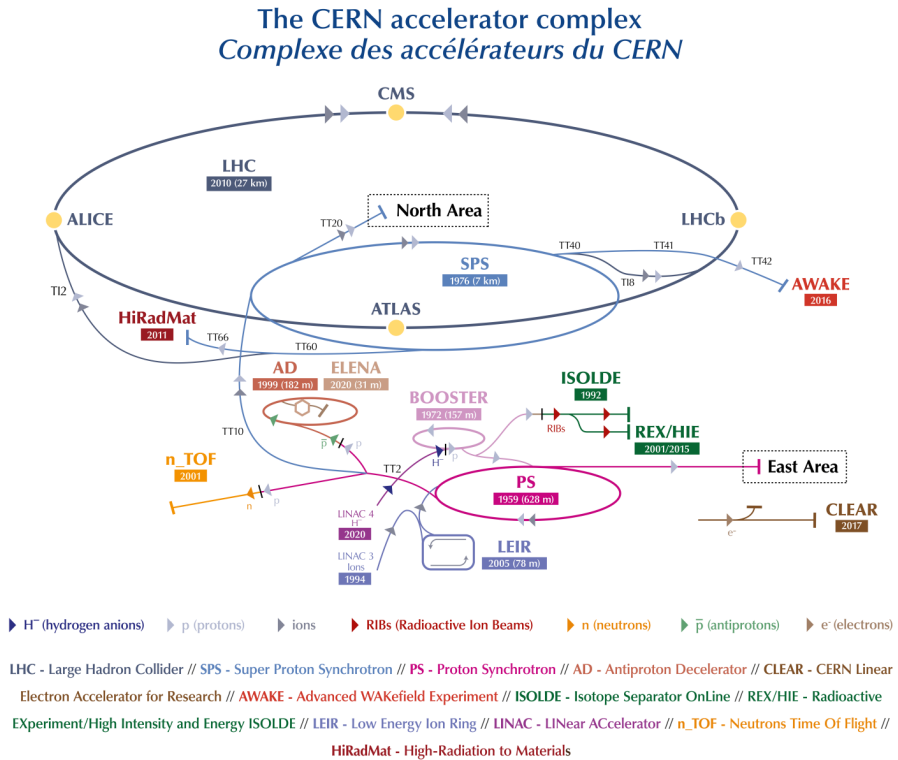 The CERN accelerator complex
Complexe des accélérateurs du CERN
CMS
LHC
2010 (27 km)
ALICE
TT20
North Area
LHCb
TT40
TT41
TT42
SPS
1976 (7 km)
TI8
AWAKE
2016
TI2
ATLAS
HiRadMat
2011
TT66
TT60
AD
1999 (182 m)
ELENA
2020 (31 m)
ISOLDE
1992
BOOSTER
1972 (157 m)
RIBs
REX/HIE
2001/2015
TT10
p̅
p
H⁻
p
n_TOF
2001
TT2
East Area
n
p
PS
1959 (628 m)
LINAC 4
H⁻
2020
CLEAR
2017
e⁻
LINAC 3
Ions
1994
LEIR
2005 (78 m)
H⁻ (hydrogen anions)
p (protons)
ions
RIBs (Radioactive Ion Beams)
n (neutrons)
p̅ (antiprotons)
e⁻ (electrons)
LHC - Large Hadron Collider // SPS - Super Proton Synchrotron // PS - Proton Synchrotron // AD - Antiproton Decelerator // CLEAR - CERN Linear
Electron Accelerator for Research // AWAKE - Advanced WAKefield Experiment // ISOLDE - Isotope Separator OnLine // REX/HIE - Radioactive
EXperiment/High Intensity and Energy ISOLDE // LEIR - Low Energy Ion Ring // LINAC - LINear ACcelerator // n_TOF - Neutrons Time Of Flight //
HiRadMat - High-Radiation to Materials